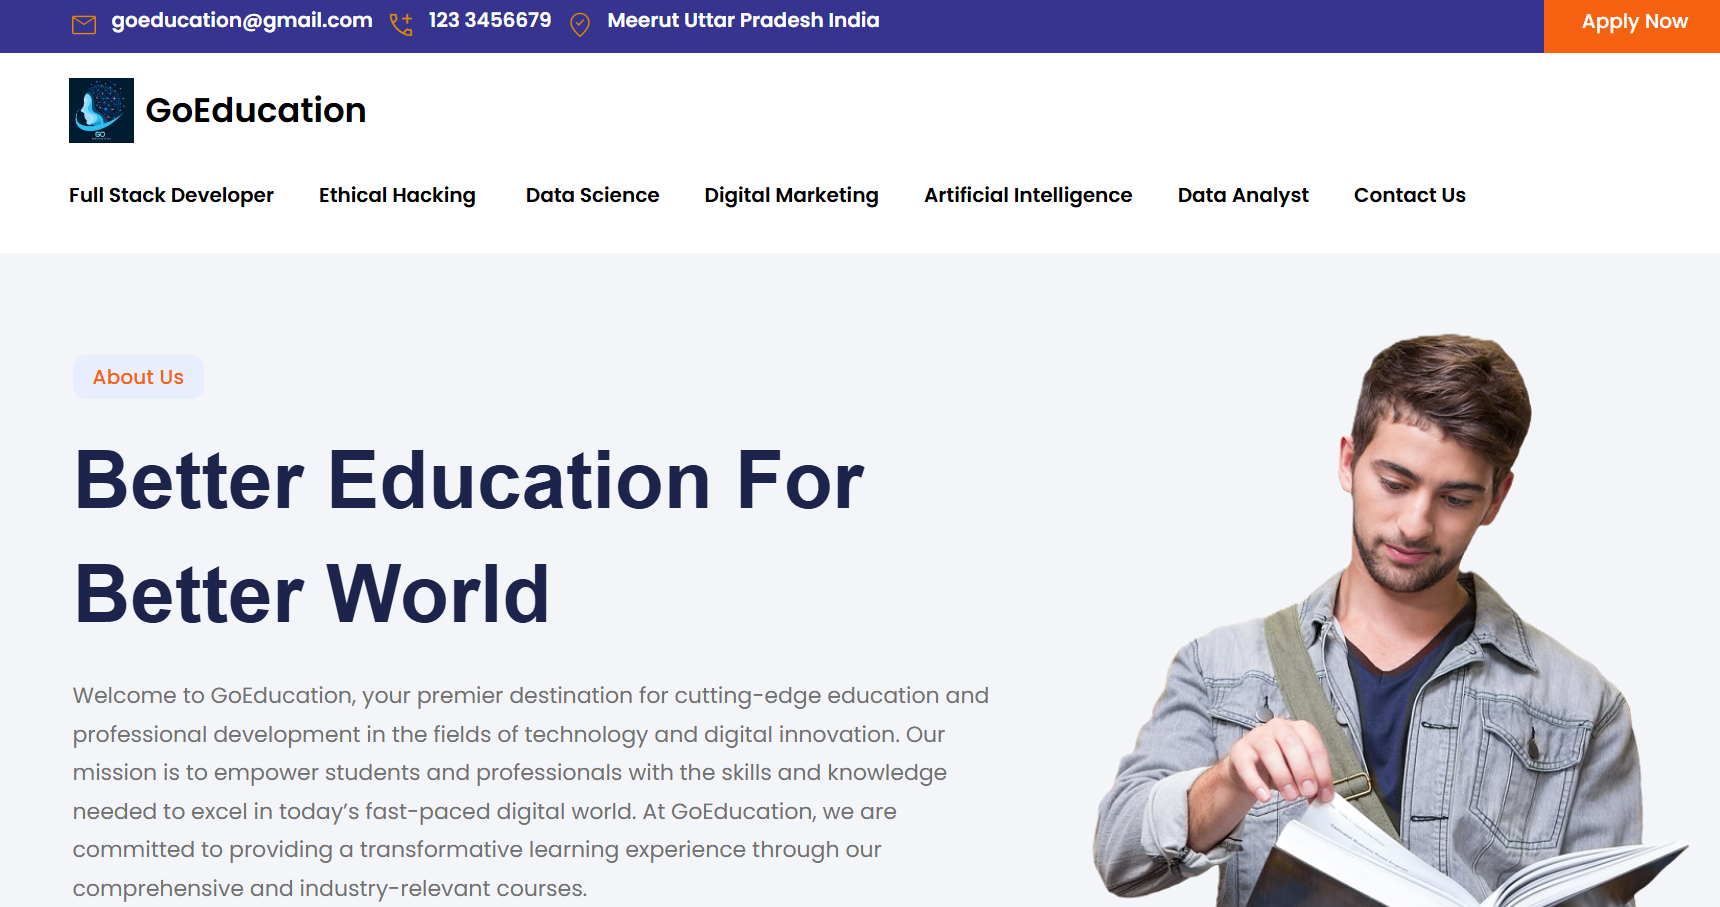 goeducation@gmail.com 123 3456679 Meerut Uttar Pradesh India Apply Now
GO
GoEducation
Full Stack Developer Ethical Hacking Data Science Digital Marketing Artificial Intelligence Data Analyst Contact Us
About Us
Better Education For
Better World
Welcome to GoEducation, your premier destination for cutting-edge education and
professional development in the fields of technology and digital innovation. Our
mission is to empower students and professionals with the skills and knowledge
needed to excel in today's fast-paced digital world. At GoEducation, we are
committed to providing a transformative learning experience through our
comprehensive and industry-relevant courses.